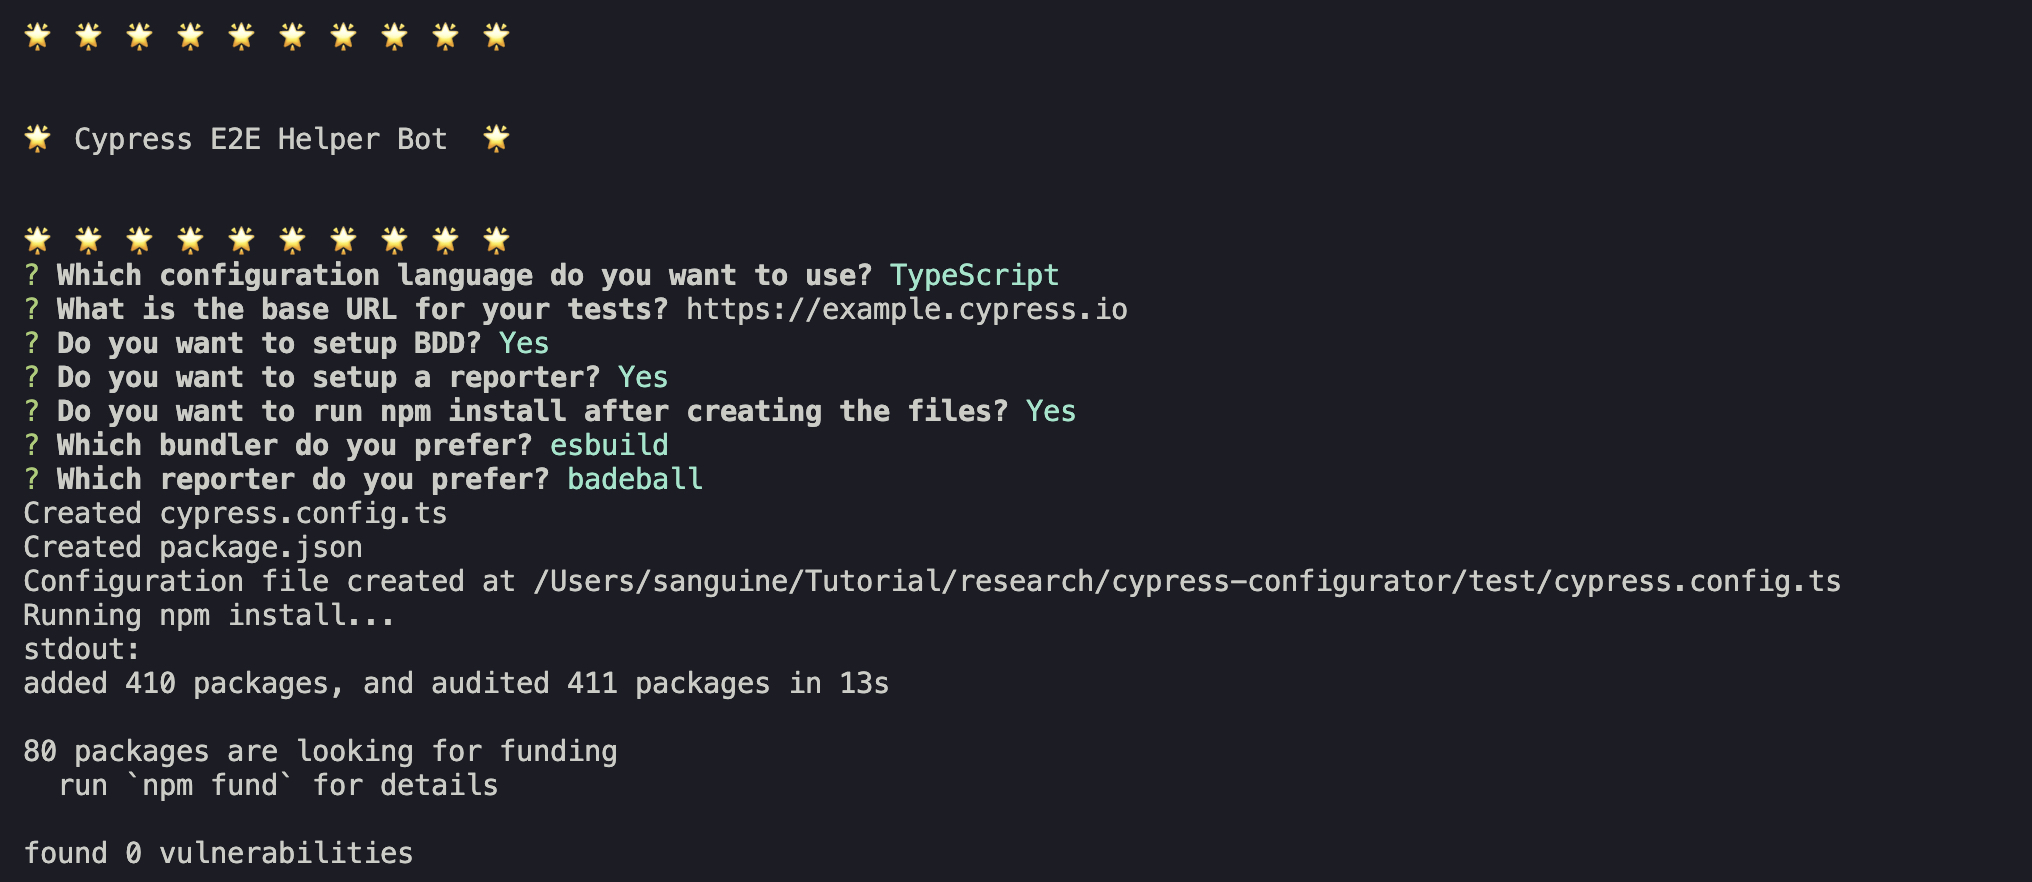 🌟 🌟 🌟 🌟 🌟 🌟 🌟 🌟 🌟 🌟
🌟 Cypress E2E Helper Bot 🌟
🌟 🌟 🌟 🌟 🌟 🌟 🌟 🌟 🌟 🌟
? Which configuration language do you want to use? TypeScript
? What is the base URL for your tests? https://example.cypress.io
? Do you want to setup BDD? Yes
? Do you want to setup a reporter? Yes
? Do you want to run npm install after creating the files? Yes
? Which bundler do you prefer? esbuild
? Which reporter do you prefer? badeball
Created cypress.config.ts
Created package.json
Configuration file created at /Users/sanguine/Tutorial/research/cypress-configurator/test/cypress.config.ts
Running npm install...
stdout:
added 410 packages, and audited 411 packages in 13s
80 packages are looking for funding
  run `npm fund` for details
found 0 vulnerabilities